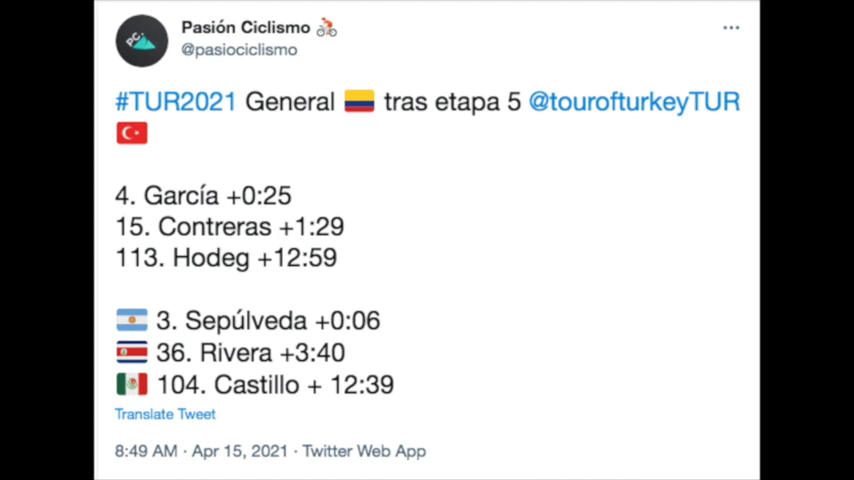 PC.
Pasión Ciclismo 🚴
@pasiociclismo
#TUR2021 General 🇨🇴 tras etapa 5 @tourofturkeyTUR
🇹🇷
4. García +0:25
15. Contreras +1:29
113. Hodeg +12:59
🇦🇷 3. Sepúlveda +0:06
🇨🇷 36. Rivera +3:40
🇲🇽 104. Castillo + 12:39
Translate Tweet
8:49 AM · Apr 15, 2021 · Twitter Web App